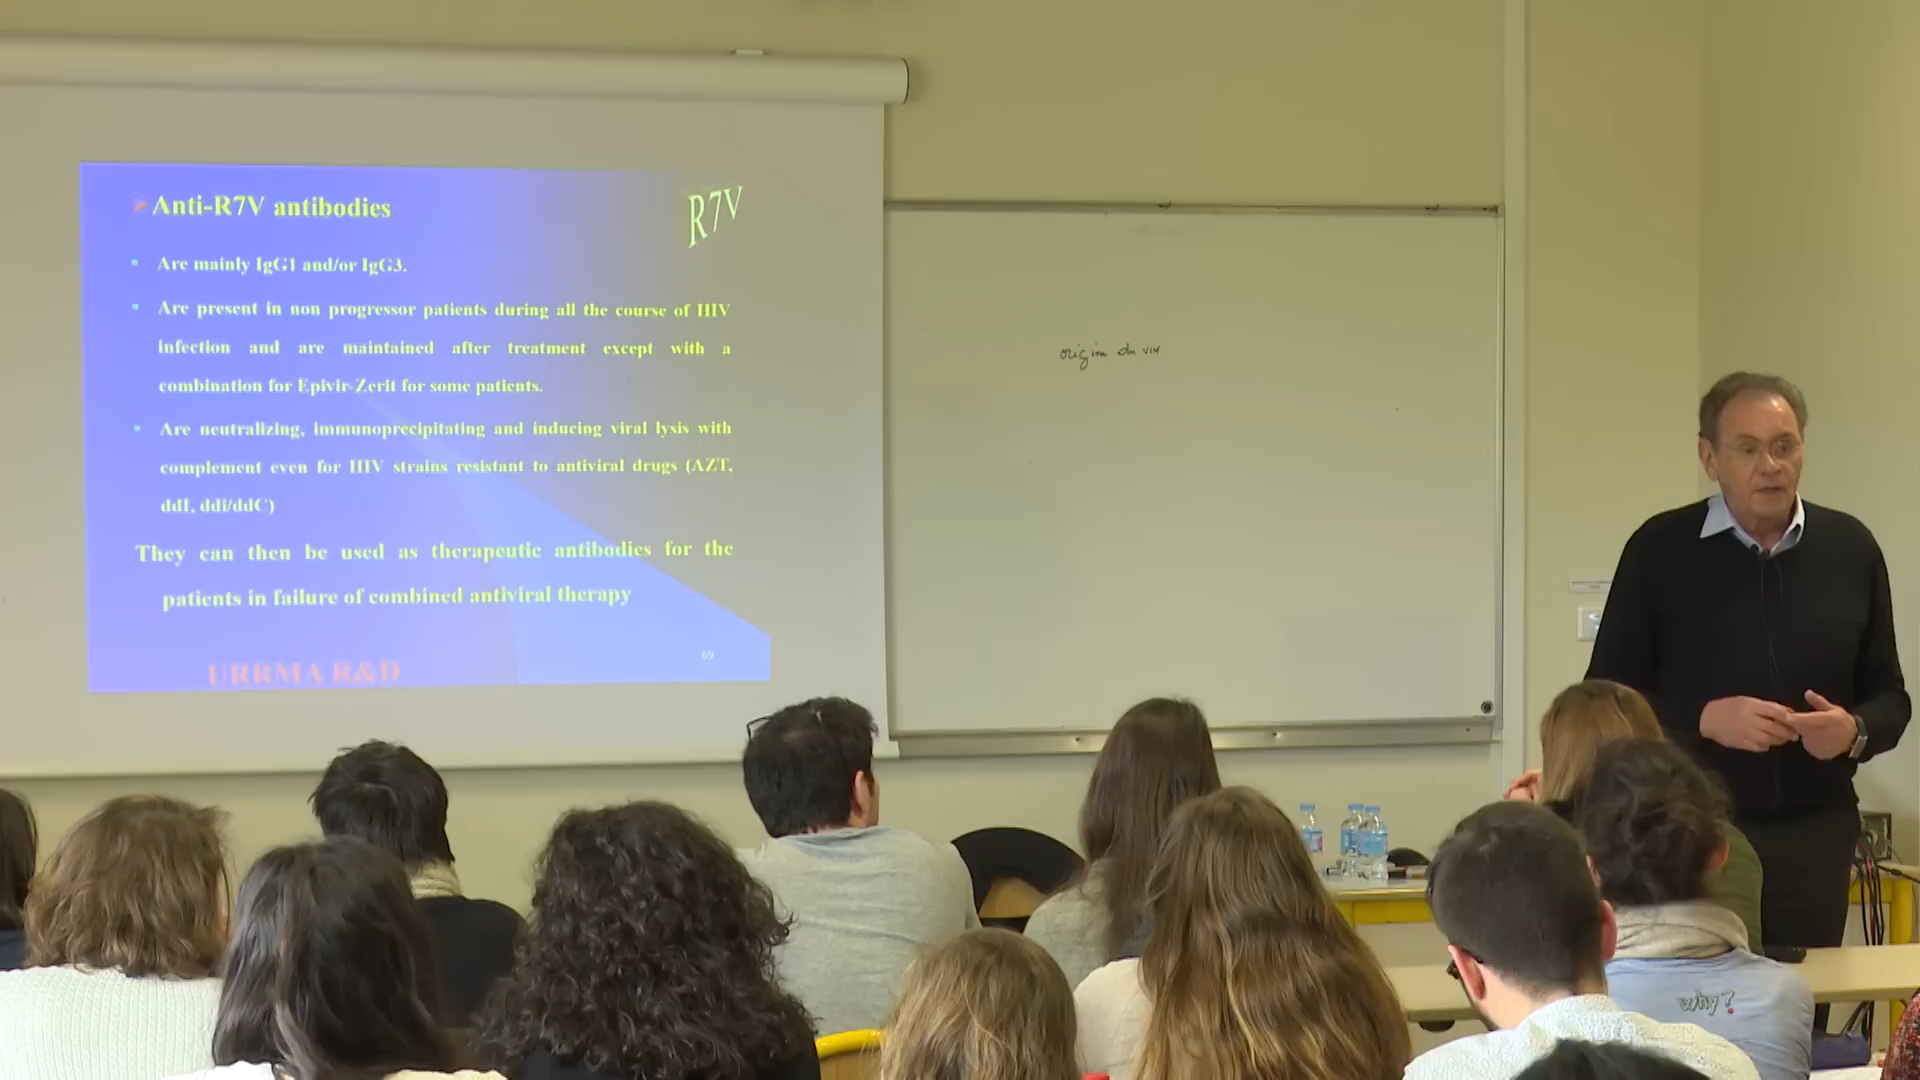 Anti-R7V antibodies
R7V
Are mainly IgG1 and/or IgG3.
Are present in non progressor patients during all the course of HIV
infection and are maintained after treatment except with a
combination for Epivir-Zerit for some patients.
Are neutralizing, immunoprecipitating and inducing viral lysis with
complement even for HIV strains resistant to antiviral drugs (AZT,
ddI, ddi/ddC)
They can then be used as therapeutic antibodies for the
patients in failure of combined antiviral therapy
URRMA R&D
69
origine du VIH
why?